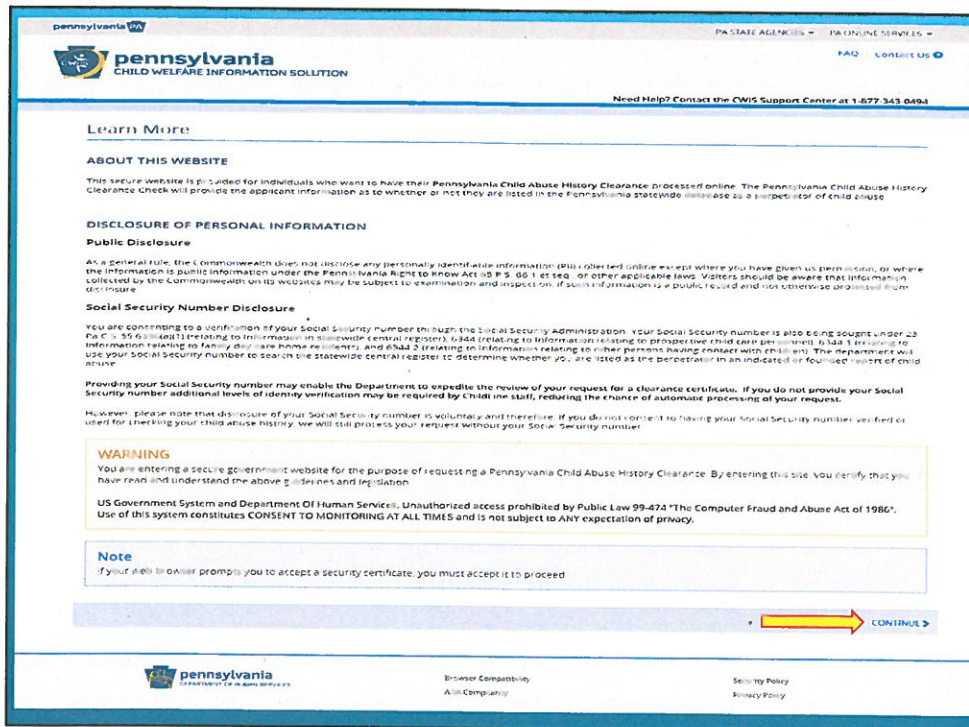 pennsylvania PA
PA STATE AGENCIES PA ONLINE SERVICES
pennsylvania
CHILD WELFARE INFORMATION SOLUTION
FAQ Contact Us
Need Help? Contact the CWIS Support Center at 1-877-343-0494
Learn More
ABOUT THIS WEBSITE
This secure website is provided for individuals who want to have their Pennsylvania Child Abuse History Clearance processed online. The Pennsylvania Child Abuse History
Clearance Check will provide the applicant information as to whether or not they are listed in the Pennsylvania statewide database as a perpetrator of child abuse
DISCLOSURE OF PERSONAL INFORMATION
Public Disclosure
As a general rule, the Commonwealth does not disclose any personally identifiable information (PII) collected online except where you have given us permission, or where
the information is public information under the Pennsylvania Right to Know Act 65 P.S. 66.1 et seq. or other applicable laws. Visitors should be aware that information
collected by the Commonwealth on its websites may be subject to examination and inspection, if such information is a public record and not otherwise protected from
disclosure
Social Security Number Disclosure
You are consenting to a verification of your Social Security number through the Social Security Administration. Your Social Security number is also being sought under 23
Pa.C.S. (relating to information in statewide central register), 6344 (relating to information relating to prospective child care personnel), 6344.1 (relating to
information relating to family day care home residents), and 6344.2 (relating to information relating to other persons having contact with children). The department will
use your Social Security number to search the statewide central register to determine whether you are listed as the perpetrator in an indicated or founded report of child
abuse
Providing your Social Security number may enable the Department to expedite the review of your request for a clearance certificate. If you do not provide your Social
Security number additional levels of identity verification may be required by ChildLine staff, reducing the chance of automatic processing of your request.
However, please note that disclosure of your Social Security number is voluntary and therefore, if you do not consent to having your Social Security number verified or
used for checking your child abuse history, we will still process your request without your Social Security number
WARNING
You are entering a secure government website for the purpose of requesting a Pennsylvania Child Abuse History Clearance. By entering this site, you certify that you
have read and understand the above guidelines and legislation
US Government System and Department Of Human Services, Unauthorized access prohibited by Public Law 99-474 "The Computer Fraud and Abuse Act of 1986".
Use of this system constitutes CONSENT TO MONITORING AT ALL TIMES and is not subject to ANY expectation of privacy.
Note
If your web browser prompts you to accept a security certificate, you must accept it to proceed
CONTINUE >
pennsylvania
DEPARTMENT OF HUMAN SERVICES
Browser Compatibility
Security Policy
ADA Compliancy
Privacy Policy